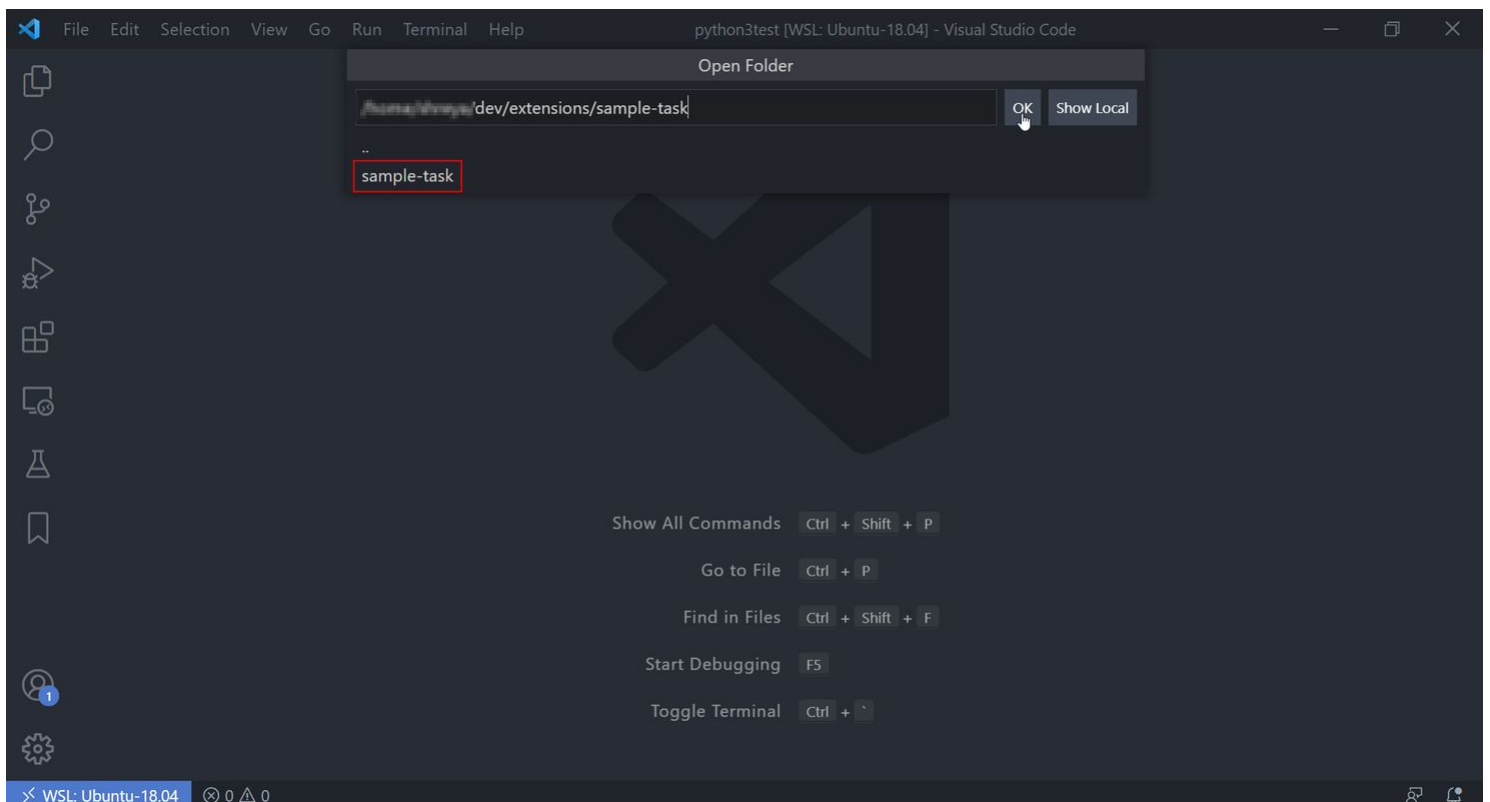 File Edit Selection View Go Run Terminal Help python3test [WSL: Ubuntu-18.04] - Visual Studio Code
Open Folder
/dev/extensions/sample-task OK Show Local
..
sample-task
Show All Commands Ctrl + Shift + P
Go to File Ctrl + P
Find in Files Ctrl + Shift + F
Start Debugging F5
Toggle Terminal Ctrl + `
1
WSL: Ubuntu-18.04 0 0